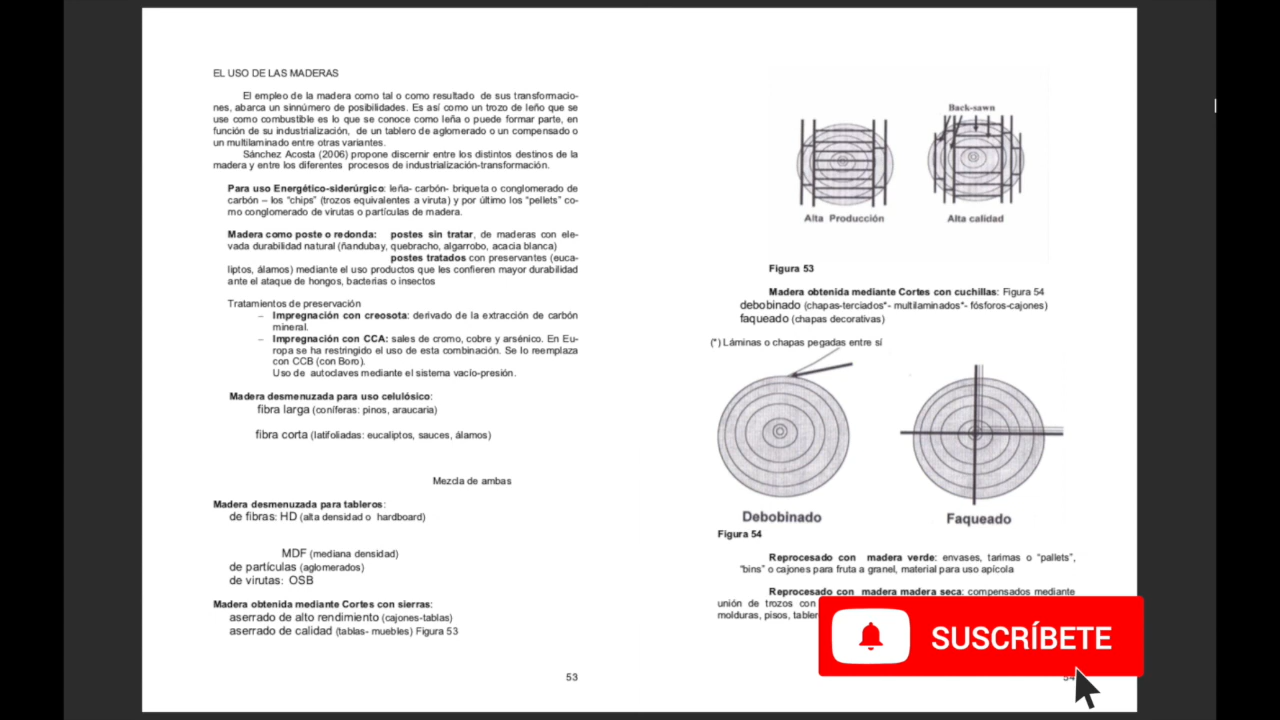 EL USO DE LAS MADERAS
El empleo de la madera como tal o como resultado de sus transformacio-
nes, abarca un sinnúmero de posibilidades. Es así como un trozo de leño que se
use como combustible es lo que se conoce como leña o puede formar parte, en
función de su industrialización, de un tablero de aglomerado o un compensado o
un multilaminado entre otras variantes.
Sánchez Acosta (2006) propone discernir entre los distintos destinos de la
madera y entre los diferentes procesos de industrialización-transformación.
Para uso Energético-siderúrgico: leña- carbón- briqueta o conglomerado de
carbón – los “chips” (trozos equivalentes a viruta) y por último los “pellets” co-
mo conglomerado de virutas o partículas de madera.
Madera como poste o redonda: postes sin tratar, de maderas con ele-
vada durabilidad natural (ñandubay, quebracho, algarrobo, acacia blanca)
postes tratados con preservantes (euca-
liptos, álamos) mediante el uso productos que les confieren mayor durabilidad
ante el ataque de hongos, bacterias o insectos
Tratamientos de preservación
– Impregnación con creosota: derivado de la extracción de carbón
mineral.
– Impregnación con CCA: sales de cromo, cobre y arsénico. En Eu-
ropa se ha restringido el uso de esta combinación. Se lo reemplaza
con CCB (con Boro).
Uso de autoclaves mediante el sistema vacío-presión.
Madera desmenuzada para uso celulósico:
fibra larga (coníferas: pinos, araucaria)
fibra corta (latifoliadas: eucaliptos, sauces, álamos)
Mezcla de ambas
Madera desmenuzada para tableros:
de fibras: HD (alta densidad o hardboard)
MDF (mediana densidad)
de partículas (aglomerados)
de virutas: OSB
Madera obtenida mediante Cortes con sierras:
aserrado de alto rendimiento (cajones-tablas)
aserrado de calidad (tablas- muebles) Figura 53
53
Back-sawn
Alta Producción
Alta calidad
Figura 53
Madera obtenida mediante Cortes con cuchillas: Figura 54
debobinado (chapas-terciados*- multilaminados*- fósforos-cajones)
faqueado (chapas decorativas)
(*) Láminas o chapas pegadas entre sí
Debobinado
Faqueado
Figura 54
Reprocesado con madera verde: envases, tarimas o “pallets”,
“bins” o cajones para fruta a granel, material para uso apícola
Reprocesado con madera madera seca: compensados mediante
unión de trozos con
molduras, pisos,
SUSCRÍBETE